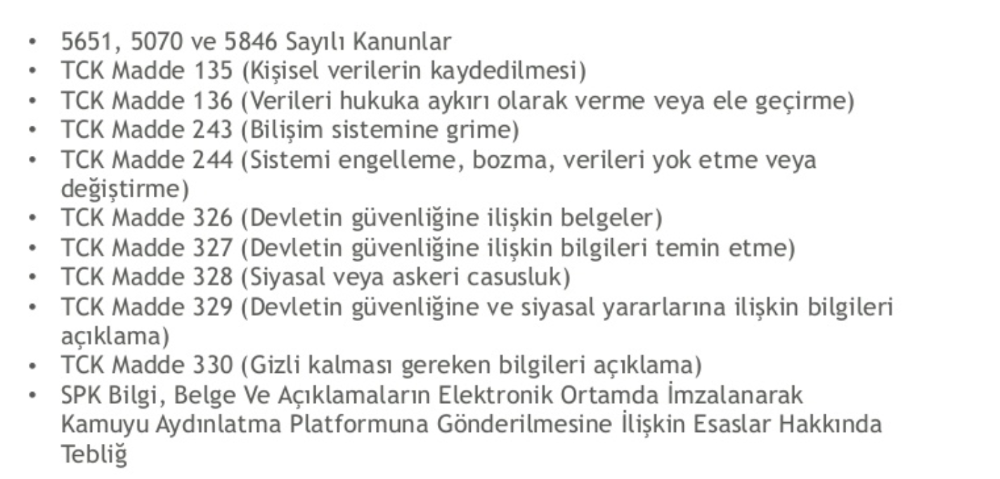 • 5651, 5070 ve 5846 Sayılı Kanunlar
• TCK Madde 135 (Kişisel verilerin kaydedilmesi)
• TCK Madde 136 (Verileri hukuka aykırı olarak verme veya ele geçirme)
• TCK Madde 243 (Bilişim sistemine grime)
• TCK Madde 244 (Sistemi engelleme, bozma, verileri yok etme veya
değiştirme)
• TCK Madde 326 (Devletin güvenliğine ilişkin belgeler)
• TCK Madde 327 (Devletin güvenliğine ilişkin bilgileri temin etme)
• TCK Madde 328 (Siyasal veya askeri casusluk)
• TCK Madde 329 (Devletin güvenliğine ve siyasal yararlarına ilişkin bilgileri
açıklama)
• TCK Madde 330 (Gizli kalması gereken bilgileri açıklama)
• SPK Bilgi, Belge Ve Açıklamaların Elektronik Ortamda İmzalanarak
Kamuyu Aydınlatma Platformuna Gönderilmesine İlişkin Esaslar Hakkında
Tebliğ